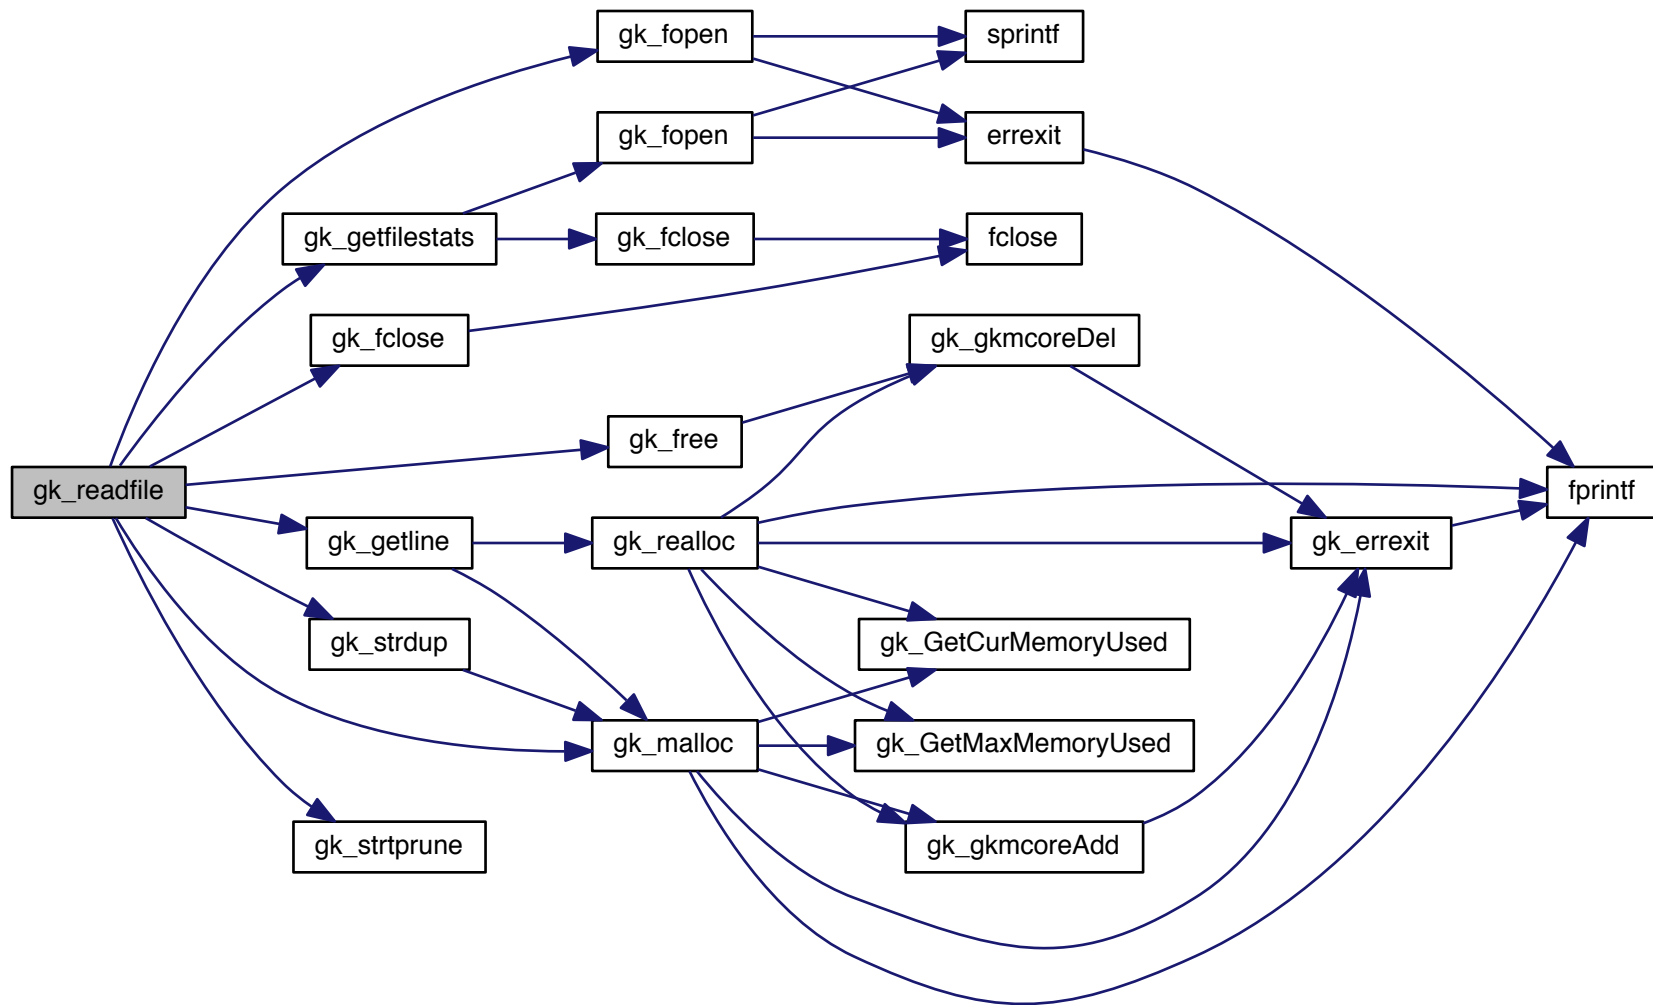 gk_fopen
sprintf
gk_fopen
errexit
gk_getfilestats
gk_fclose
fclose
gk_fclose
gk_gkmcoreDel
gk_free
gk_readfile
fprintf
gk_getline
gk_realloc
gk_errexit
gk_strdup
gk_GetCurMemoryUsed
gk_malloc
gk_GetMaxMemoryUsed
gk_strtprune
gk_gkmcoreAdd